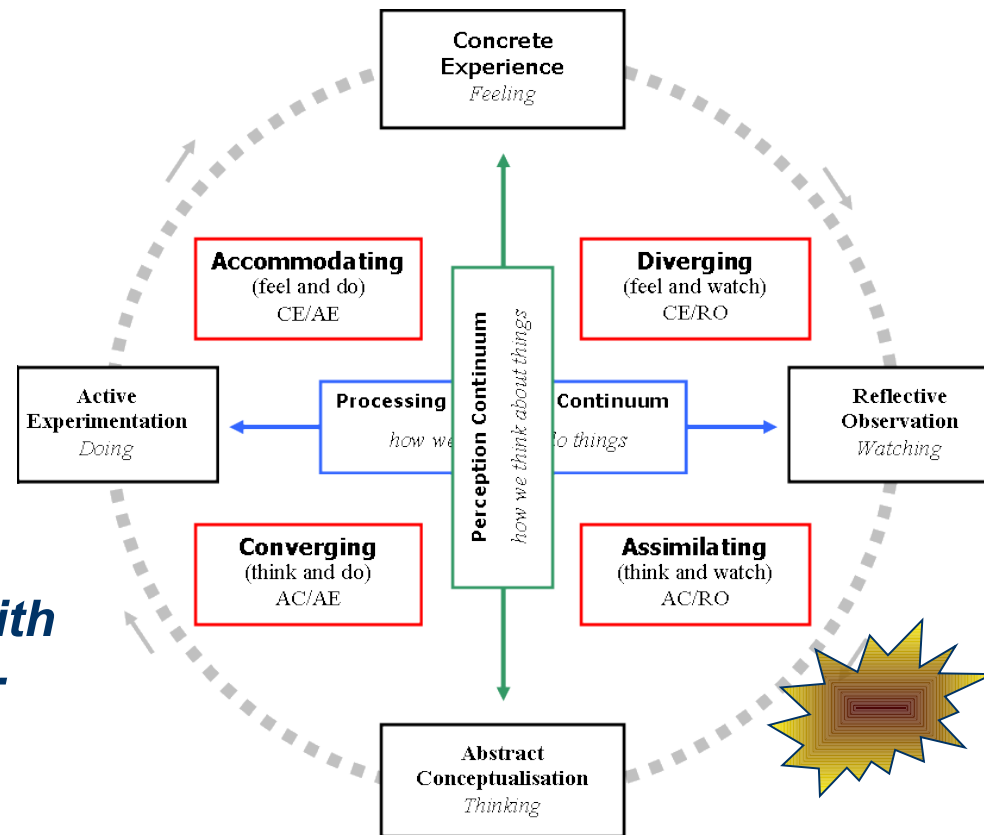 Concrete
Experience
Feeling
Accommodating
(feel and do)
CE/AE
Diverging
(feel and watch)
CE/RO
Active
Experimentation
Doing
Processing
Continuum
how we
do things
Perception Continuum
how we think about things
Reflective
Observation
Watching
Converging
(think and do)
AC/AE
Assimilating
(think and watch)
AC/RO
ith
Abstract
Conceptualisation
Thinking